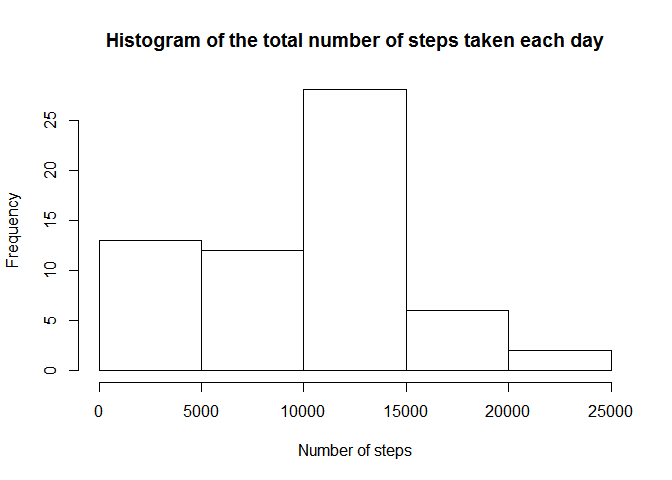 Histogram of the total number of steps taken each day
Frequency
25
20
15
10
5
0
0 5000 10000 15000 20000 25000
Number of steps